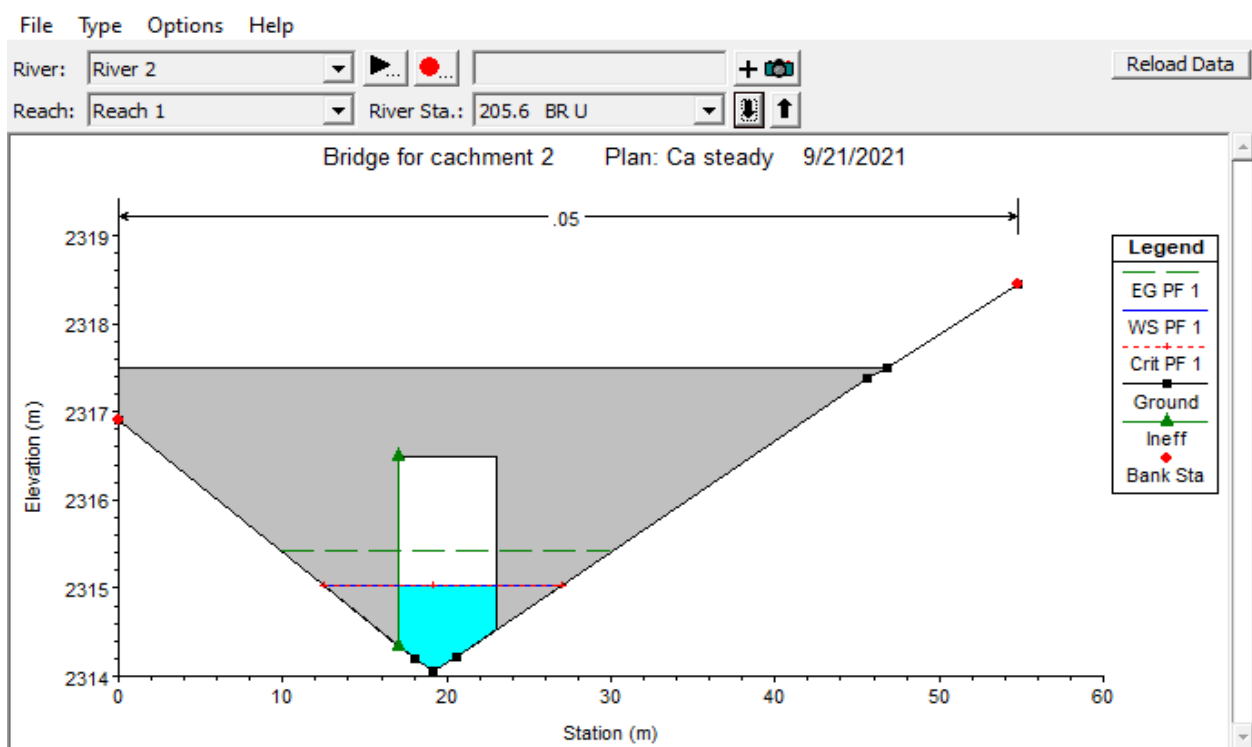 File Type Options Help
River: River 2 ... ... Reload Data
Reach: Reach 1 River Sta.: 205.6 BR U
Bridge for cachment 2 Plan: Ca steady 9/21/2021
.05
2319
2318
2317
2316
2315
2314
Elevation (m)
0 10 20 30 40 50 60
Station (m)
Legend
EG PF 1
WS PF 1
Crit PF 1
Ground
Ineff
Bank Sta